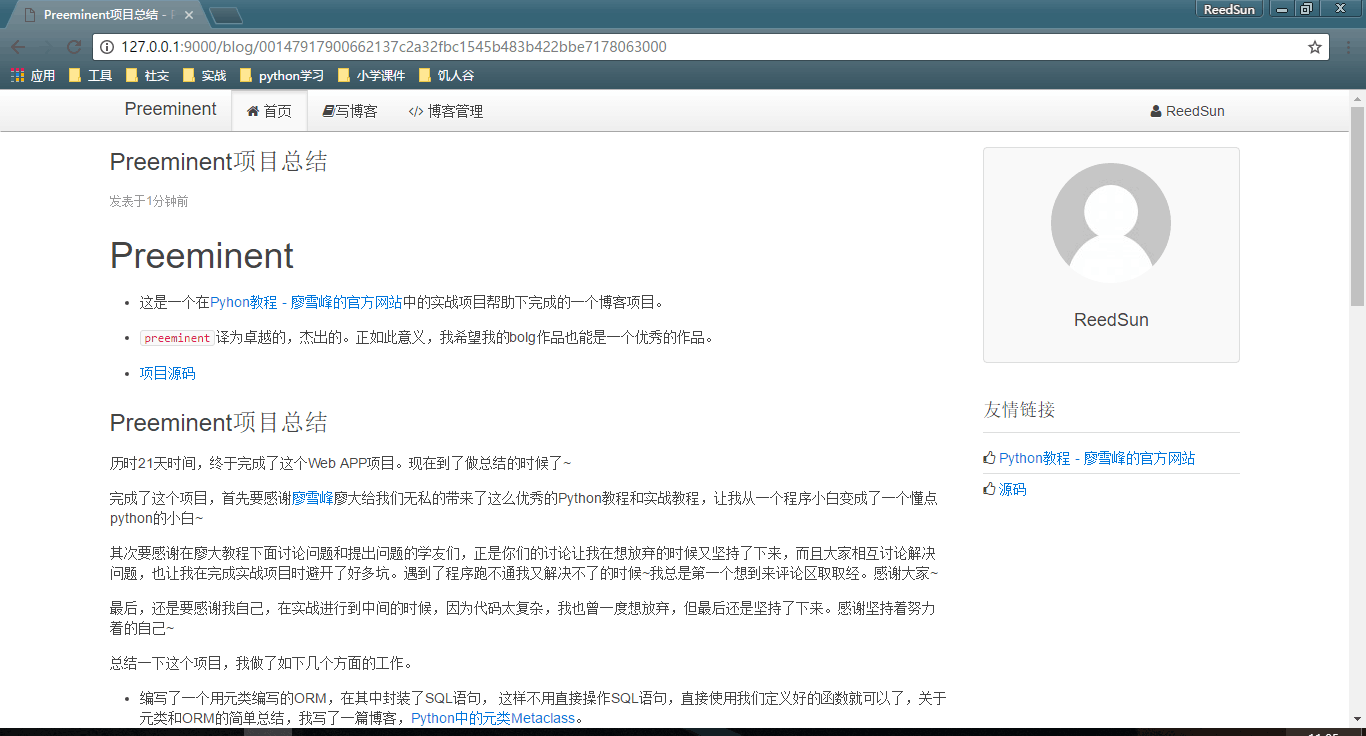 Preeminent项目总结 -
ReedSun
127.0.0.1:9000/blog/00147917900662137c2a32fbc1545b483b422bbe7178063000
应用 工具 社交 实战 python学习 小学课件 饥人谷
Preeminent 首页 写博客 博客管理 ReedSun
Preeminent项目总结
发表于1分钟前
Preeminent
这是一个在Pyhon教程 - 廖雪峰的官方网站中的实战项目帮助下完成的一个博客项目。
preeminent译为卓越的，杰出的。正如此意义，我希望我的bolg作品也能是一个优秀的作品。
项目源码
Preeminent项目总结
历时21天时间，终于完成了这个Web APP项目。现在到了做总结的时候了~
完成了这个项目，首先要感谢廖雪峰廖大给我们无私的带来了这么优秀的Python教程和实战教程，让我从一个程序小白变成了一个懂点
python的小白~
其次要感谢在廖大教程下面讨论问题和提出问题的学友们，正是你们的讨论让我在想放弃的时候又坚持了下来，而且大家相互讨论解决
问题，也让我在完成实战项目时避开了好多坑。遇到了程序跑不通我又解决不了的时候~我总是第一个想到来评论区取取经。感谢大家~
最后，还是要感谢我自己，在实战进行到中间的时候，因为代码太复杂，我也曾一度想放弃，但最后还是坚持了下来。感谢坚持着努力
着的自己~
总结一下这个项目，我做了如下几个方面的工作。
编写了一个用元类编写的ORM，在其中封装了SQL语句， 这样不用直接操作SQL语句，直接使用我们定义好的函数就可以了，关于
元类和ORM的简单总结，我写了一篇博客，Python中的元类Metaclass。
ReedSun
友情链接
Python教程 - 廖雪峰的官方网站
源码